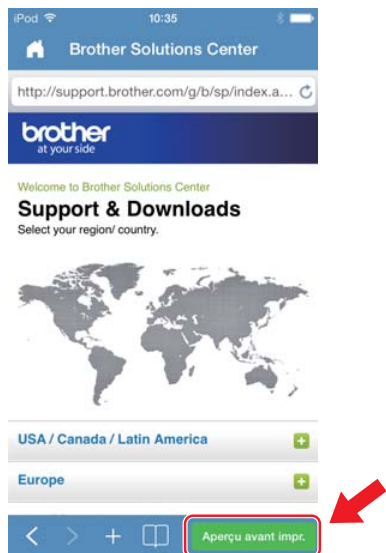 iPod 10:35
Brother Solutions Center
http://support.brother.com/g/b/sp/index.a...
brother
at your side
Welcome to Brother Solutions Center
Support & Downloads
Select your region/ country.
USA / Canada / Latin America
Europe
Aperçu avant impr.